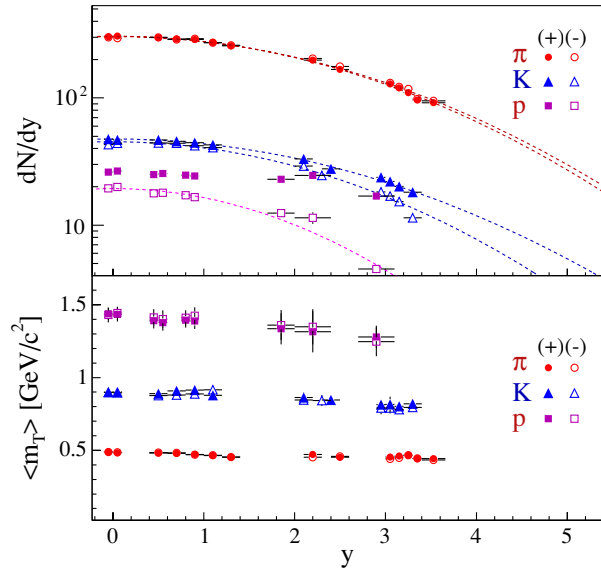 dN/dy
10²
10
(+) (-)
π
K
p
<m_T> [GeV/c²]
1.5
1
0.5
(+) (-)
π
K
p
0 1 2 3 4 5
y